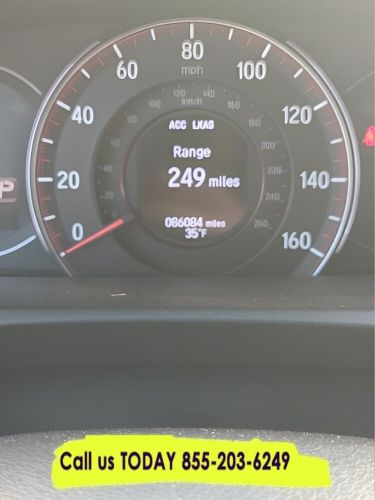 80
mph
60
100
40
120
20
140
0
160
ACC LKAS
Range
249 miles
086084 miles
35°F
km/h
P
Call us TODAY 855-203-6249